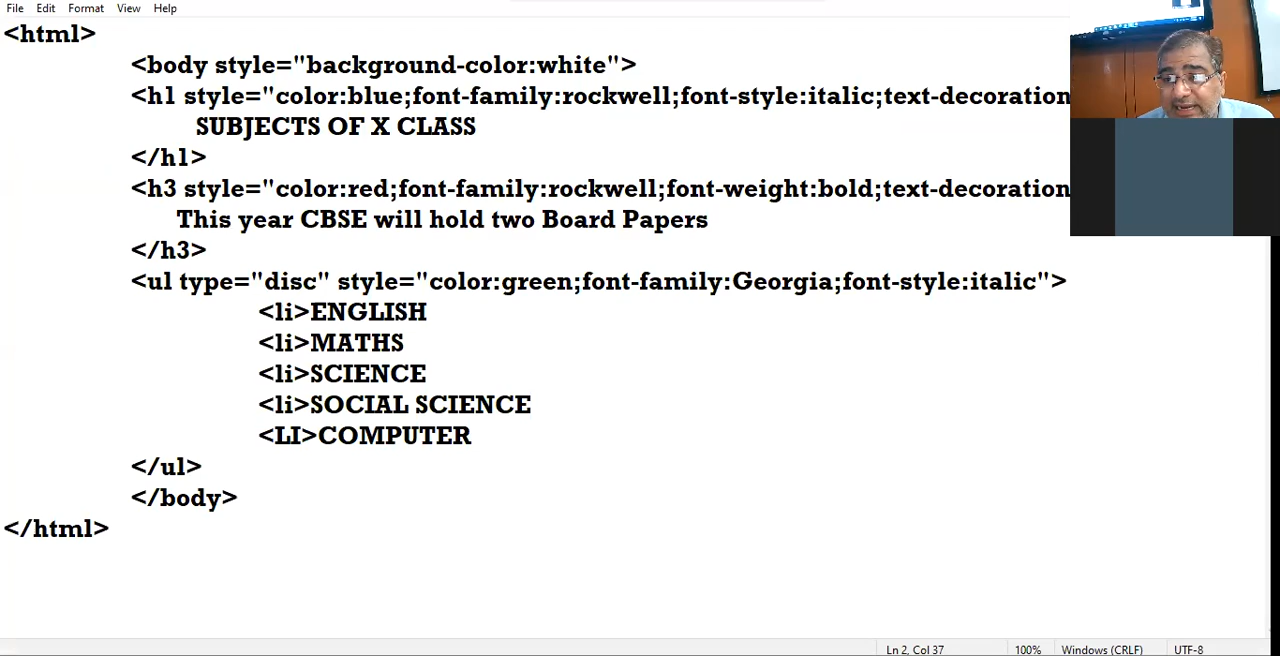 File Edit Format View Help
<html>
<body style="background-color:white">
<h1 style="color:blue;font-family:rockwell;font-style:italic;text-decoration
SUBJECTS OF X CLASS
</h1>
<h3 style="color:red;font-family:rockwell;font-weight:bold;text-decoration
This year CBSE will hold two Board Papers
</h3>
<ul type="disc" style="color:green;font-family:Georgia;font-style:italic">
<li>ENGLISH
<li>MATHS
<li>SCIENCE
<li>SOCIAL SCIENCE
<LI>COMPUTER
</ul>
</body>
</html>
Ln 2, Col 37 100% Windows (CRLF) UTF-8